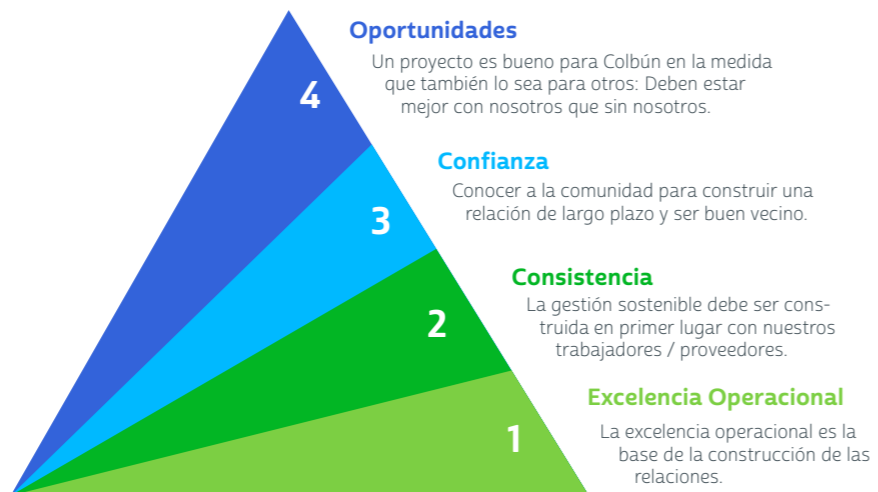 4
Oportunidades
Un proyecto es bueno para Colbún en la medida
que también lo sea para otros: Deben estar
mejor con nosotros que sin nosotros.
3
Confianza
Conocer a la comunidad para construir una
relación de largo plazo y ser buen vecino.
2
Consistencia
La gestión sostenible debe ser cons-
truida en primer lugar con nuestros
trabajadores / proveedores.
1
Excelencia Operacional
La excelencia operacional es la
base de la construcción de las
relaciones.